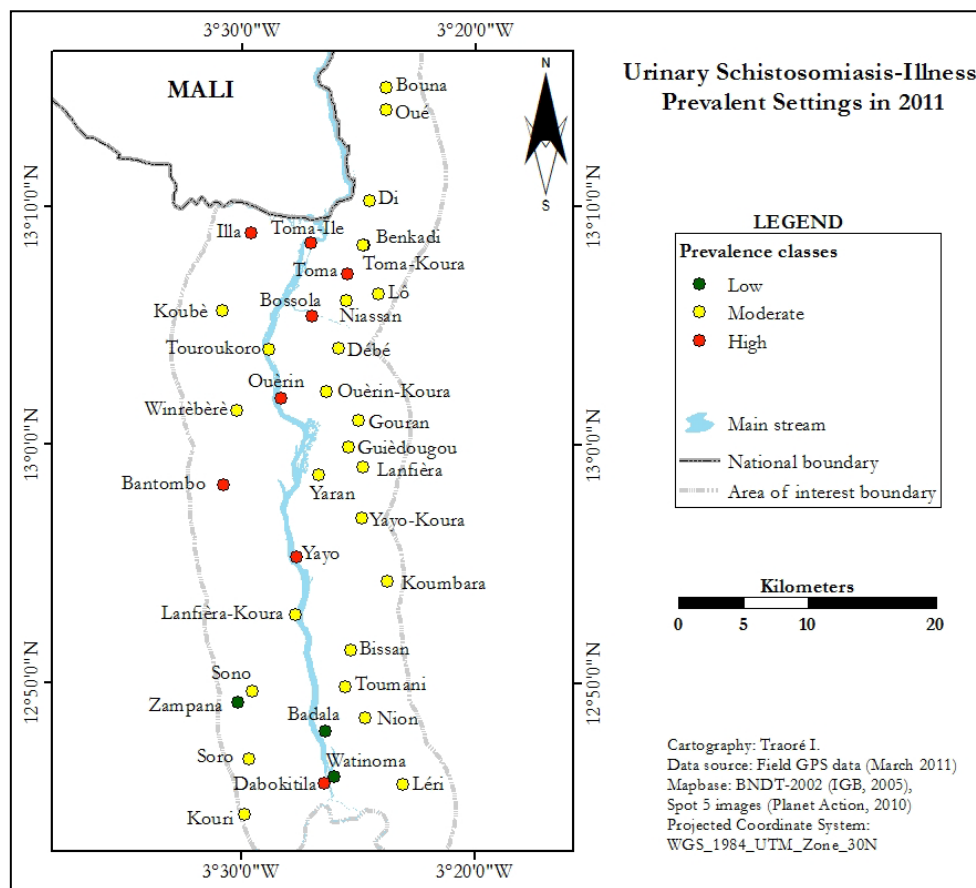 3°30'0"W
3°20'0"W
MALI
Urinary Schistosomiasis-Illness
Prevalent Settings in 2011
N
S
Bouna
Oué
Di
13°10'0"N
13°10'0"N
Illa
Toma-Ile
Benkadi
Toma
Toma-Koura
Bossola
Lô
Koubè
Niassan
Touroukoro
Débé
Ouèrin
Ouèrin-Koura
Winrèbèrè
Gouran
13°0'0"N
13°0'0"N
Guièdougou
Lanfièra
Bantombo
Yaran
Yayo-Koura
Yayo
Koumbara
Lanfièra-Koura
Bissan
Sono
Toumani
12°50'0"N
12°50'0"N
Zampana
Badala
Nion
Soro
Watinoma
Dabokitila
Léri
Kouri
3°30'0"W
3°20'0"W
LEGEND
Prevalence classes
Low
Moderate
High
Main stream
National boundary
Area of interest boundary
Kilometers
0 5 10 20
Cartography: Traoré I.
Data source: Field GPS data (March 2011)
Mapbase: BNDT-2002 (IGB, 2005),
Spot 5 images (Planet Action, 2010)
Projected Coordinate System:
WGS_1984_UTM_Zone_30N